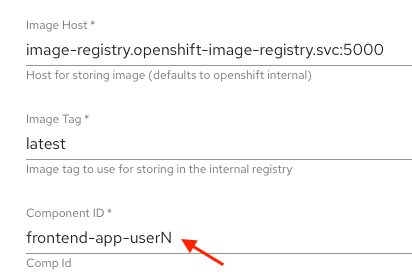 Image Host *
image-registry.openshift-image-registry.svc:5000
Host for storing image (defaults to openshift internal)
Image Tag *
latest
Image tag to use for storing in the internal registry
Component ID *
frontend-app-userN
Comp Id